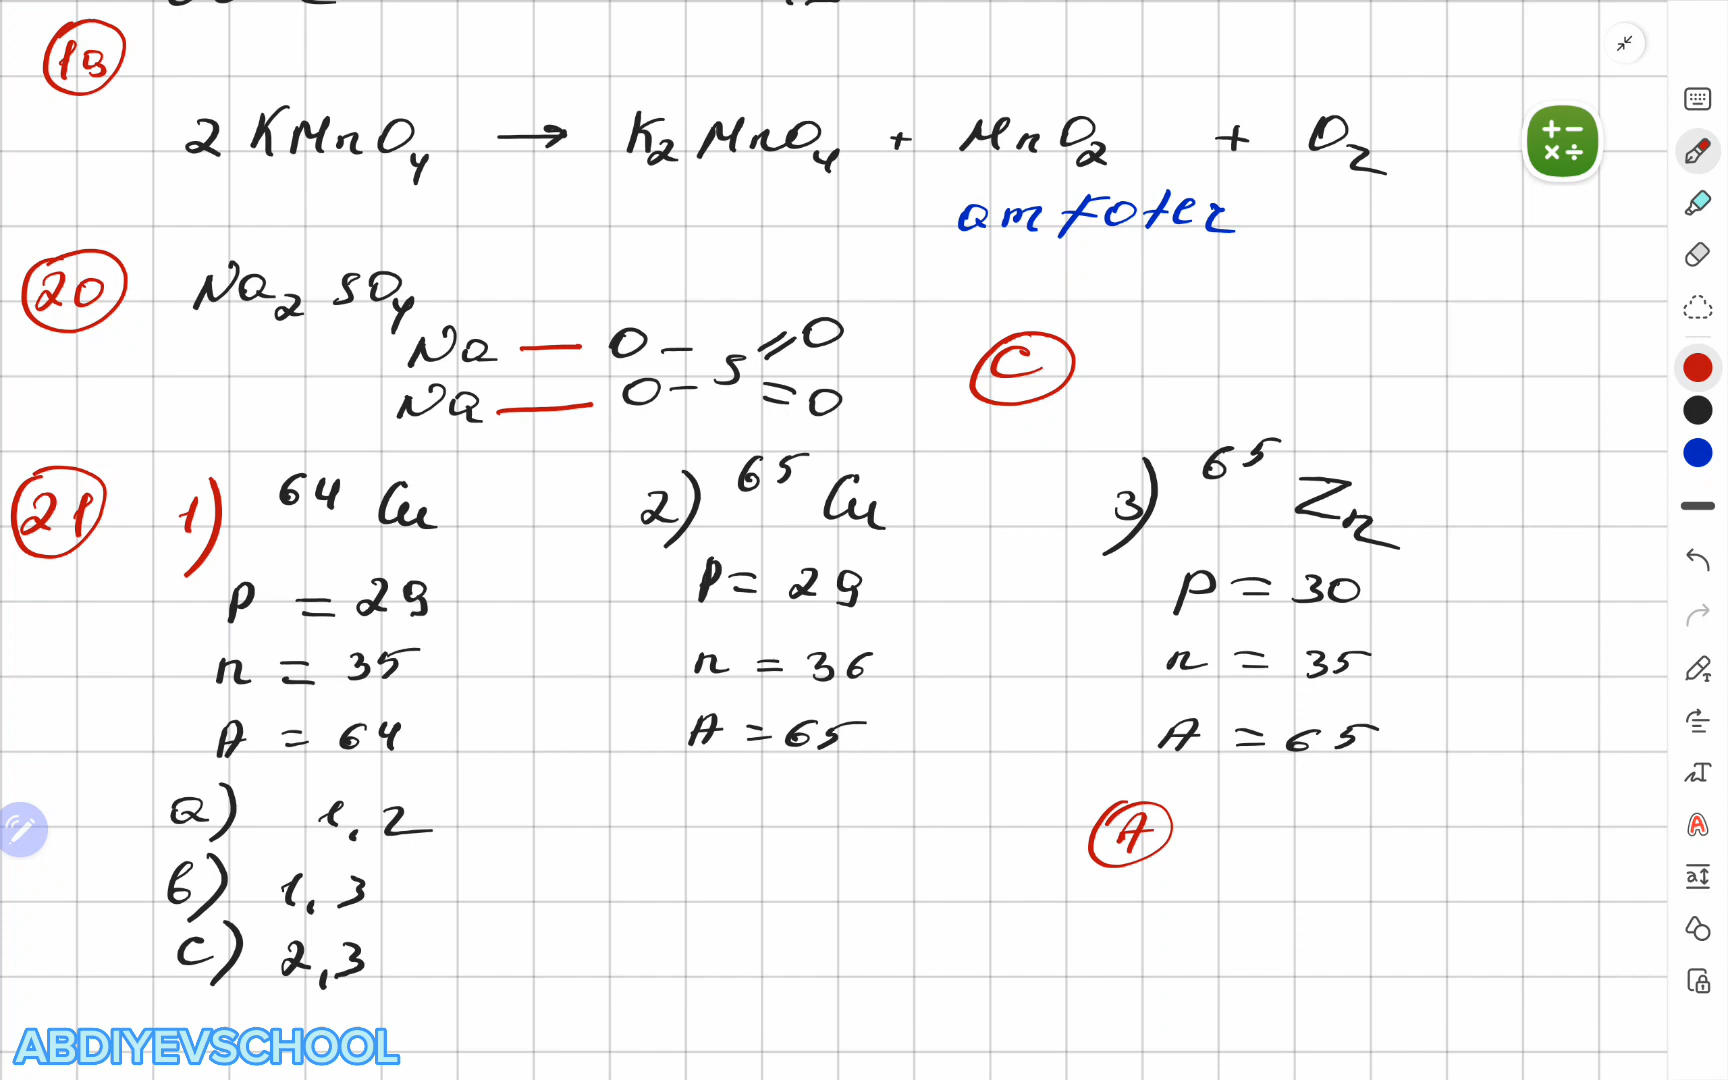 19
2 KMnO4 → K2MnO4 + MnO2 + O2
amfoter
20 Na2SO4
Na — O – S = O
Na — O – S = O
C
21 1) 64 Cu 2) 65 Cu 3) 65 Zn
P = 29 P = 29 P = 30
n = 35 n = 36 n = 35
A = 64 A = 65 A = 65
a) 1, 2 A
b) 1, 3
c) 2,3
ABDIYEVSCHOOL